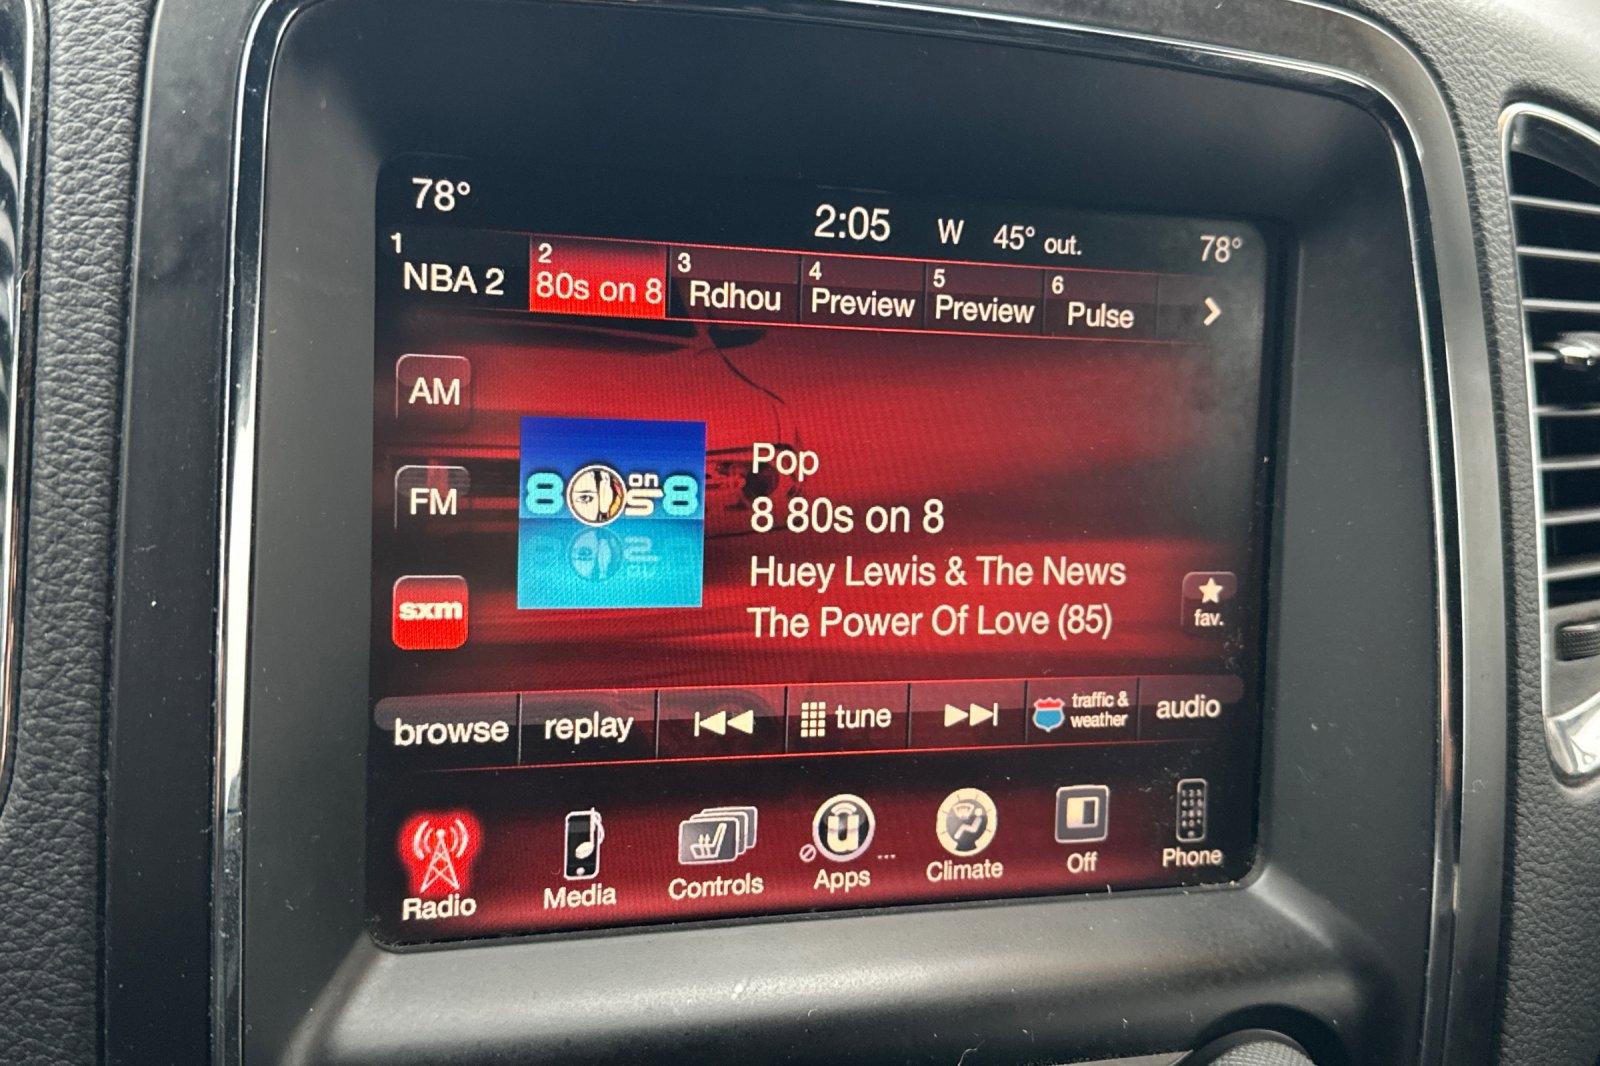 78°
2:05 W 45° out. 78°
1 NBA 2
2 80s on 8
3 Rdhou
4 Preview
5 Preview
6 Pulse
AM
FM
sxm
80s on 8
Pop
8 80s on 8
Huey Lewis & The News
The Power Of Love (85)
fav.
browse
replay
tune
traffic &
weather
audio
Radio
Media
Controls
u
Apps
...
Climate
Off
Phone